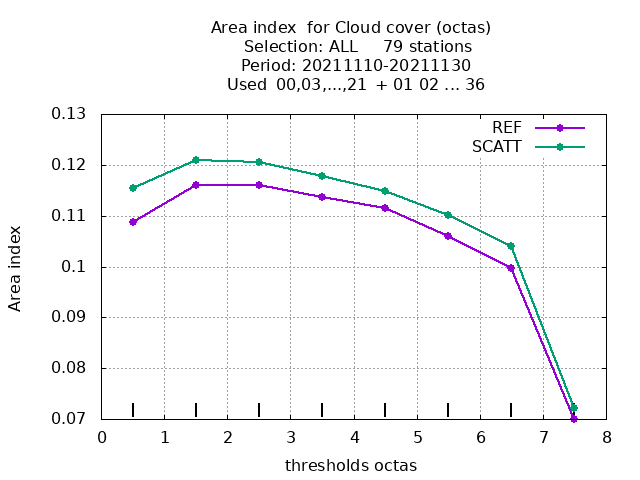 Area index  for Cloud cover (octas)
Selection: ALL     79 stations
Period: 20211110-20211130
Used  00,03,...,21  + 01 02 ... 36
REF
SCATT
0.13
0.12
0.11
0.1
0.09
0.08
0.07
Area index
0 1 2 3 4 5 6 7 8
thresholds octas